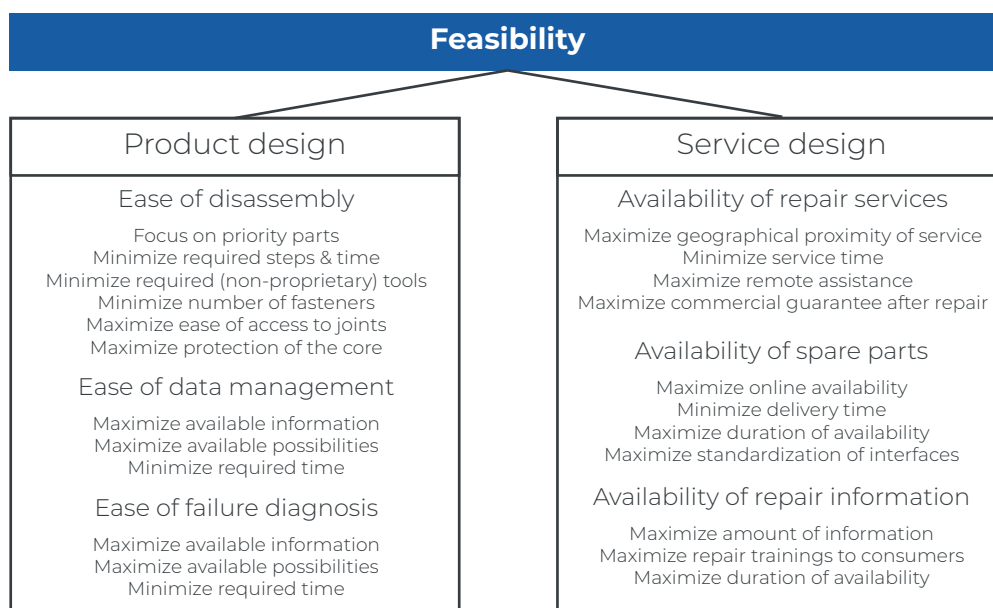 Feasibility
Product design
Ease of disassembly
Focus on priority parts
Minimize required steps & time
Minimize required (non-proprietary) tools
Minimize number of fasteners
Maximize ease of access to joints
Maximize protection of the core
Ease of data management
Maximize available information
Maximize available possibilities
Minimize required time
Ease of failure diagnosis
Maximize available information
Maximize available possibilities
Minimize required time
Service design
Availability of repair services
Maximize geographical proximity of service
Minimize service time
Maximize remote assistance
Maximize commercial guarantee after repair
Availability of spare parts
Maximize online availability
Minimize delivery time
Maximize duration of availability
Maximize standardization of interfaces
Availability of repair information
Maximize amount of information
Maximize repair trainings to consumers
Maximize duration of availability